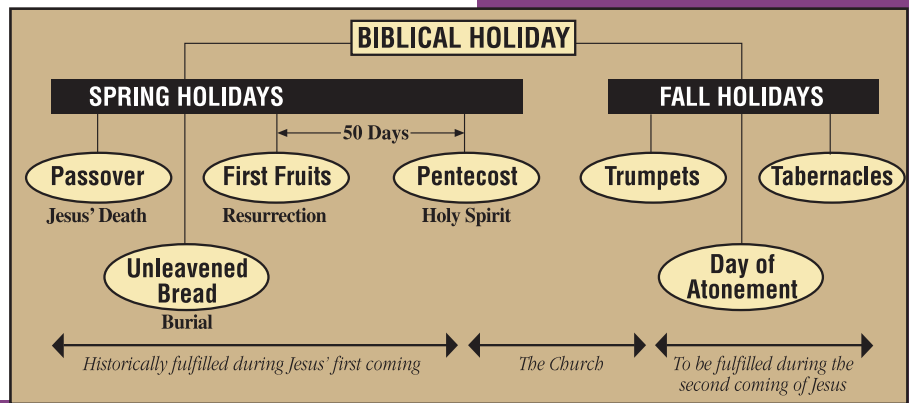 BIBLICAL HOLIDAY
SPRING HOLIDAYS
FALL HOLIDAYS
50 Days
Passover
First Fruits
Pentecost
Trumpets
Tabernacles
Jesus' Death
Resurrection
Holy Spirit
Unleavened
Bread
Burial
Day of
Atonement
Historically fulfilled during Jesus' first coming
The Church
To be fulfilled during the
second coming of Jesus